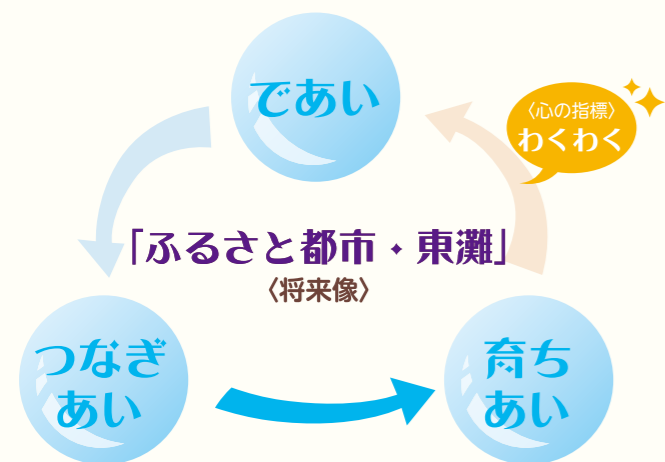 であい
〈心の指標〉
わくわく
「ふるさと都市・東灘」
〈将来像〉
つなぎ
あい
育ち
あい